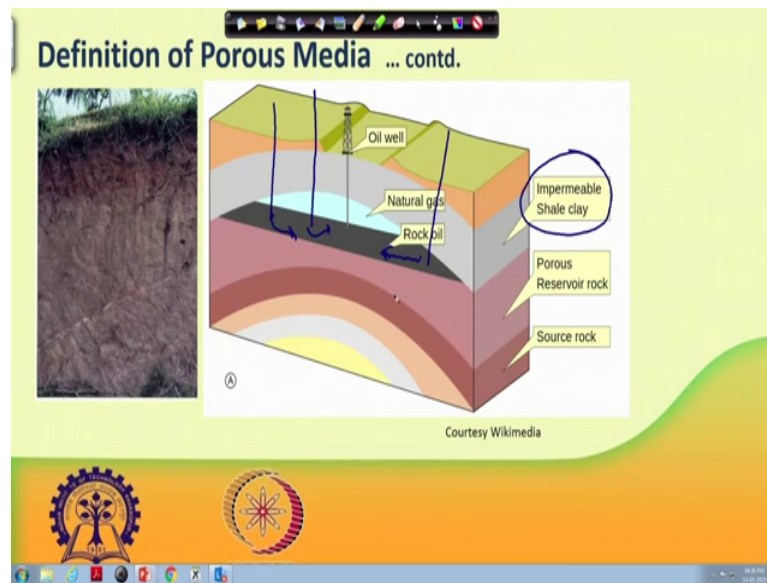 Definition of Porous Media ... contd.
Oil well
Natural gas
Rock oil
Impermeable
Shale clay
Porous
Reservoir rock
Source rock
A
Courtesy Wikimedia